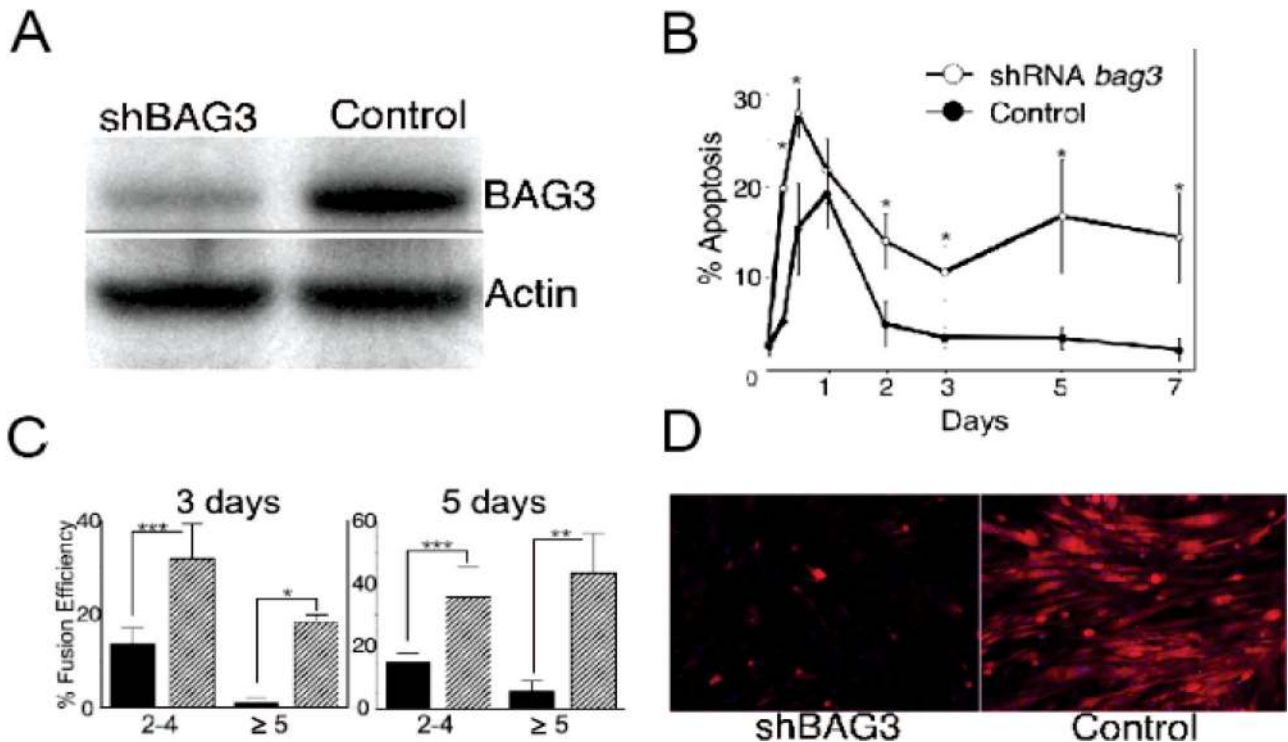 A
shBAG3 Control
BAG3
Actin
B
shRNA bag3
Control
% Apoptosis
30
20
10
0
1 2 3 5 7
Days
* * * * * *
C
3 days
5 days
% Fusion Efficiency
40
20
0
60
40
20
0
***
*
***
**
2-4 ≥ 5
2-4 ≥ 5
D
shBAG3 Control